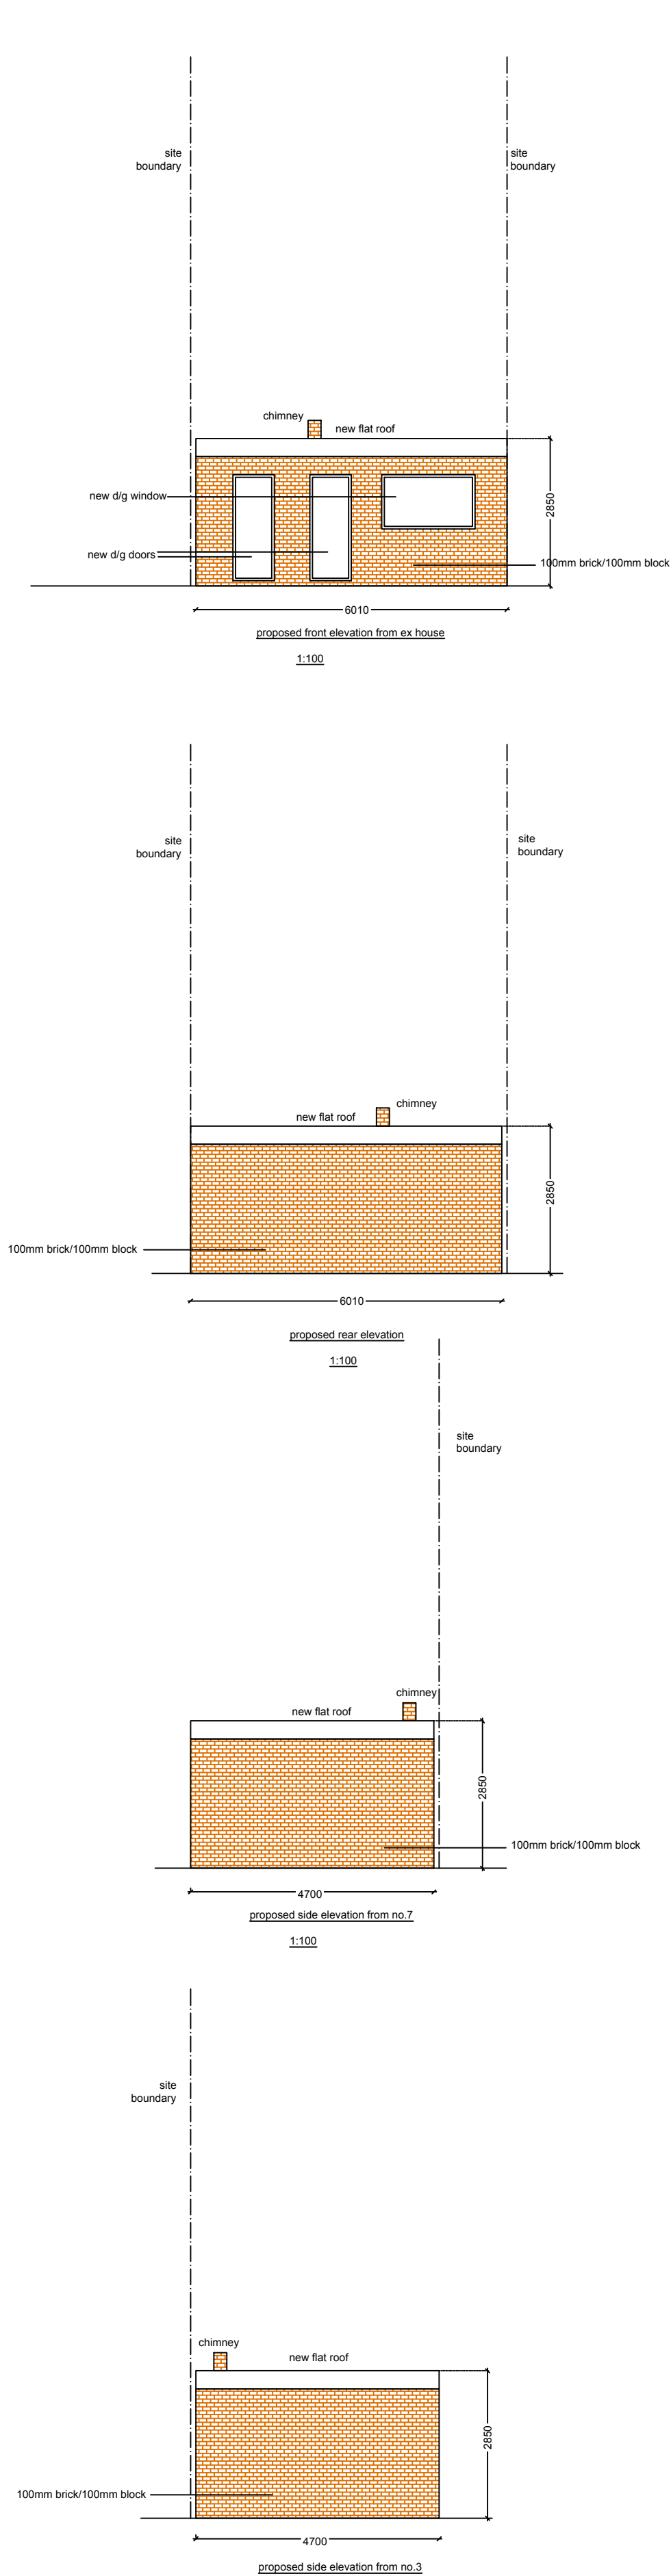 site
boundary
site
boundary
chimney
new flat roof
new d/g window
2850
new d/g doors
100mm brick/100mm block
6010
proposed front elevation from ex house
1:100
site
boundary
site
boundary
chimney
new flat roof
2850
100mm brick/100mm block
6010
proposed rear elevation
1:100
site
boundary
chimney
new flat roof
2850
100mm brick/100mm block
4700
proposed side elevation from no.7
1:100
site
boundary
chimney
new flat roof
2850
100mm brick/100mm block
4700
proposed side elevation from no.3